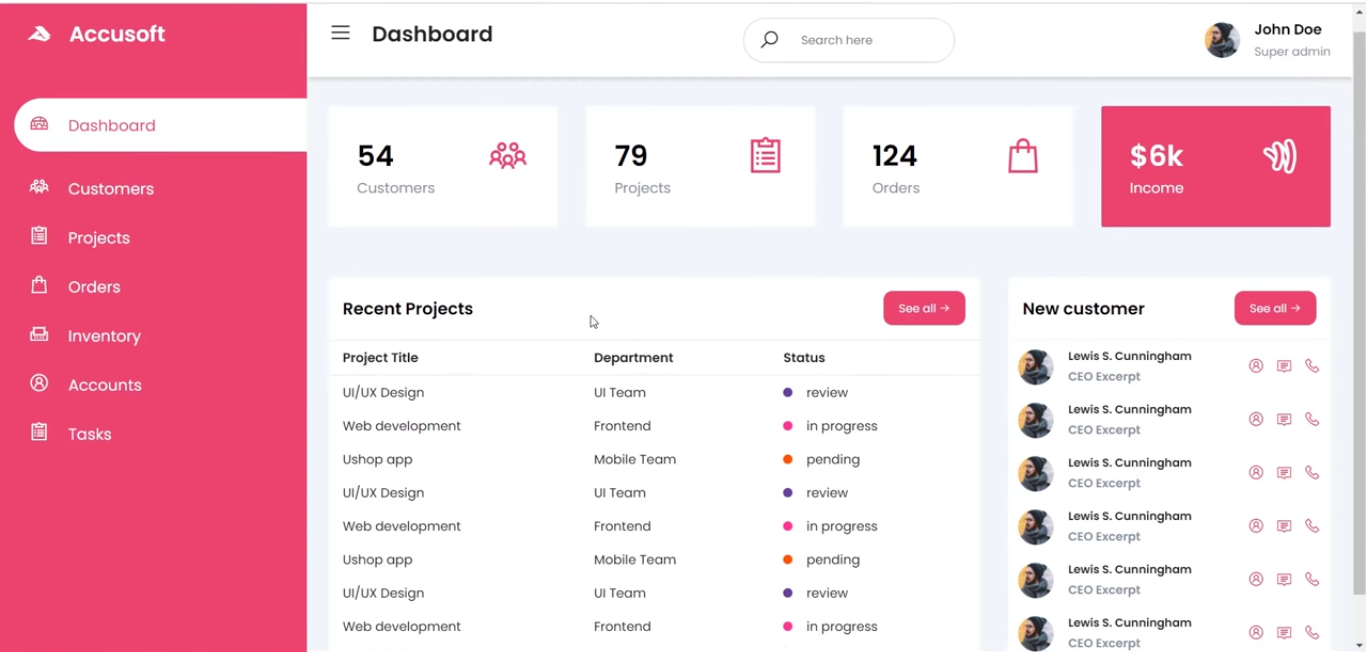 Accusoft
Dashboard
Customers
Projects
Orders
Inventory
Accounts
Tasks
Dashboard
Search here
John Doe
Super admin
54
Customers
79
Projects
124
Orders
$6k
Income
Recent Projects
See all →
Project Title Department Status
UI/UX Design UI Team review
Web development Frontend in progress
Ushop app Mobile Team pending
UI/UX Design UI Team review
Web development Frontend in progress
Ushop app Mobile Team pending
UI/UX Design UI Team review
Web development Frontend in progress
New customer
See all →
Lewis S. Cunningham
CEO Excerpt
Lewis S. Cunningham
CEO Excerpt
Lewis S. Cunningham
CEO Excerpt
Lewis S. Cunningham
CEO Excerpt
Lewis S. Cunningham
CEO Excerpt
Lewis S. Cunningham
CEO Excerpt